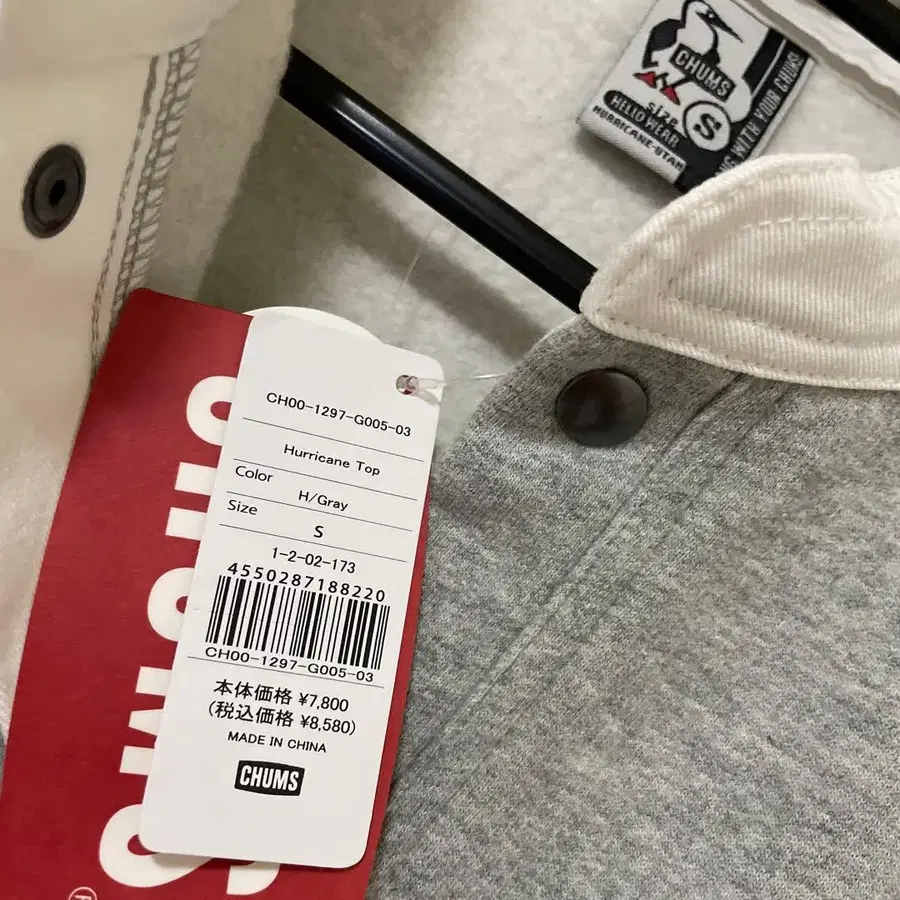 CHUMS
size
S
HELLO WEAR
HURRICANE-UTAH
WITH YOUR CHUMS!
CH00-1297-G005-03
Hurricane Top
Color
H/Gray
Size
S
1-2-02-173
4550287188220
CH00-1297-G005-03
本体価格 ¥7,800
(税込価格 ¥8,580)
MADE IN CHINA
CHUMS